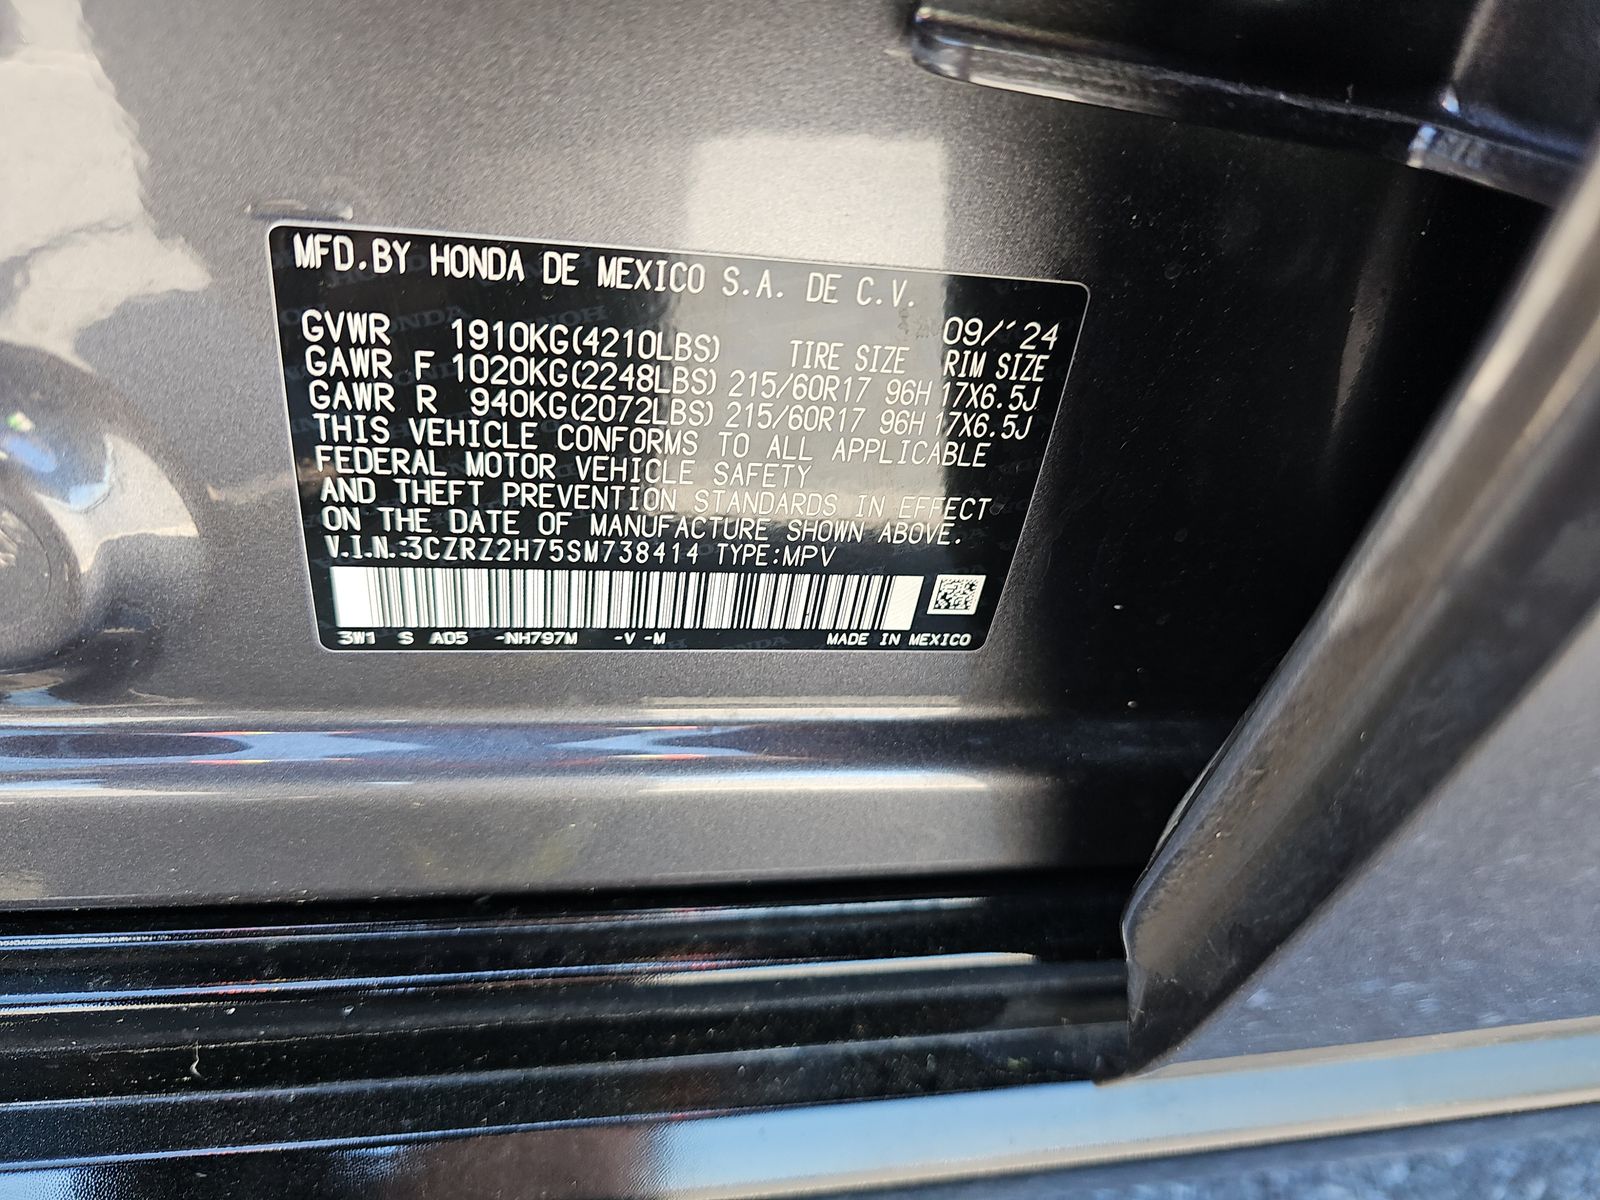 MFD.BY HONDA DE MEXICO S.A. DE C.V.
09/'24
GVWR 1910KG(4210LBS) TIRE SIZE RIM SIZE
GAWR F 1020KG(2248LBS) 215/60R17 96H 17X6.5J
GAWR R 940KG(2072LBS) 215/60R17 96H 17X6.5J
THIS VEHICLE CONFORMS TO ALL APPLICABLE
FEDERAL MOTOR VEHICLE SAFETY
AND THEFT PREVENTION STANDARDS IN EFFECT
ON THE DATE OF MANUFACTURE SHOWN ABOVE.
V.I.N.:3CZRZ2H75SM738414 TYPE:MPV
3W1 S A05 -NH797M -V -M MADE IN MEXICO